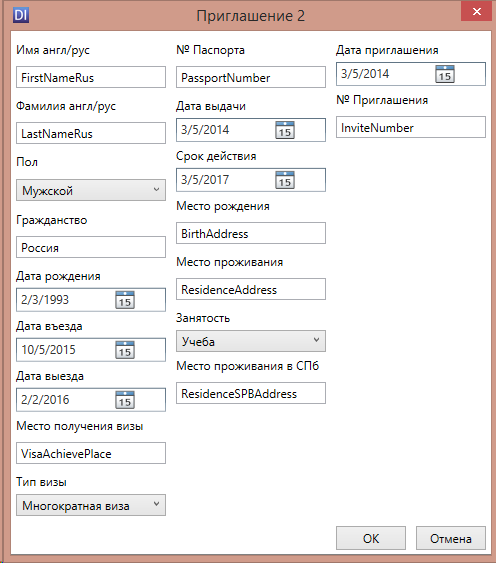 DI
Приглашение 2
Имя англ/рус
FirstNameRus
Фамилия англ/рус
LastNameRus
Пол
Мужской
Гражданство
Россия
Дата рождения
2/3/1993
15
Дата въезда
10/5/2015
15
Дата выезда
2/2/2016
15
Место получения визы
VisaAchievePlace
Тип визы
Многократная виза
№ Паспорта
PassportNumber
Дата выдачи
3/5/2014
15
Срок действия
3/5/2017
15
Место рождения
BirthAddress
Место проживания
ResidenceAddress
Занятость
Учеба
Место проживания в СПб
ResidenceSPBAddress
Дата приглашения
3/5/2014
15
№ Приглашения
InviteNumber
OK
Отмена